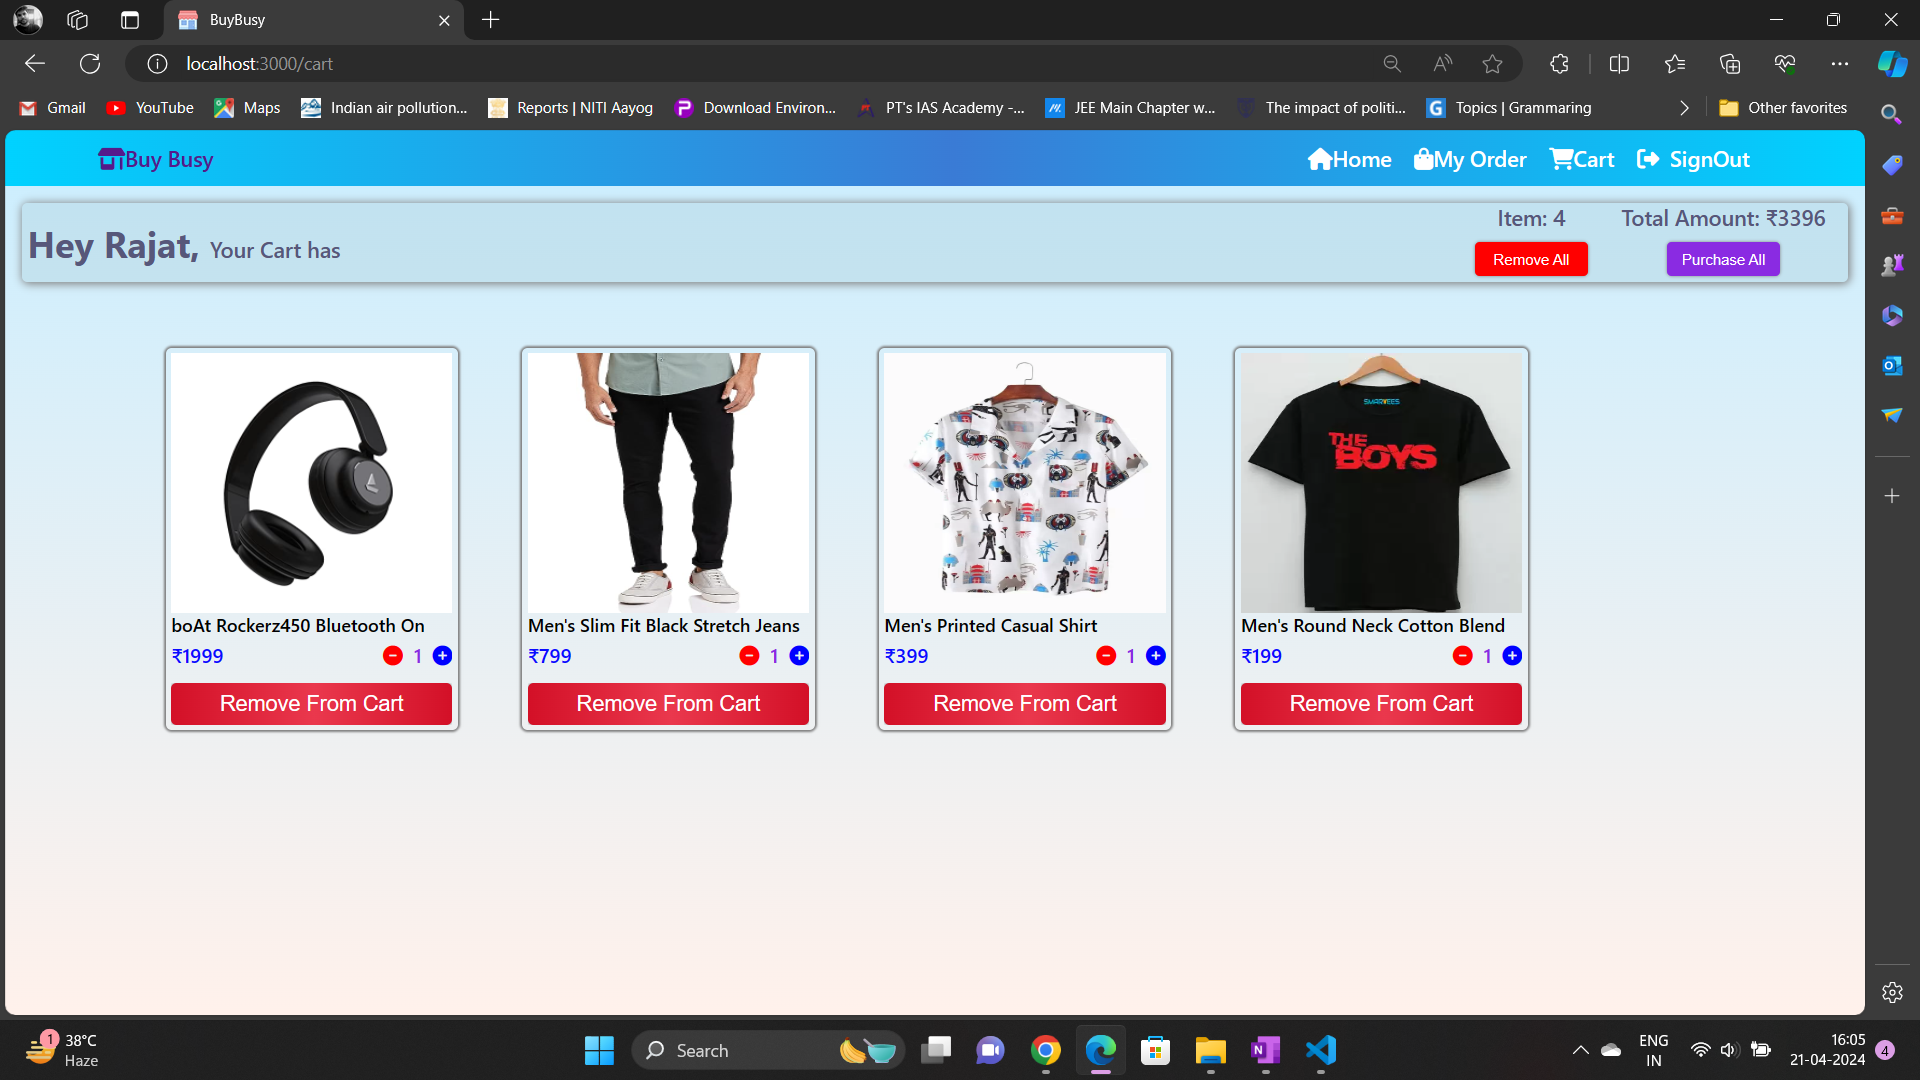 BuyBusy
localhost:3000/cart
Gmail
YouTube
Maps
Indian air pollution...
Reports | NITI Aayog
Download Environ...
PT's IAS Academy -...
JEE Main Chapter w...
The impact of politi...
Topics | Grammaring
Other favorites
Buy Busy
Home
My Order
Cart
SignOut
Hey Rajat, Your Cart has
Item: 4
Total Amount: ₹3396
Remove All
Purchase All
SMARTEES
THE
BOYS
boAt Rockerz450 Bluetooth On
Men's Slim Fit Black Stretch Jeans
Men's Printed Casual Shirt
Men's Round Neck Cotton Blend
₹1999
1
₹799
1
₹399
1
₹199
1
Remove From Cart
Remove From Cart
Remove From Cart
Remove From Cart
1
38°C
Haze
Search
ENG
IN
16:05
21-04-2024
4